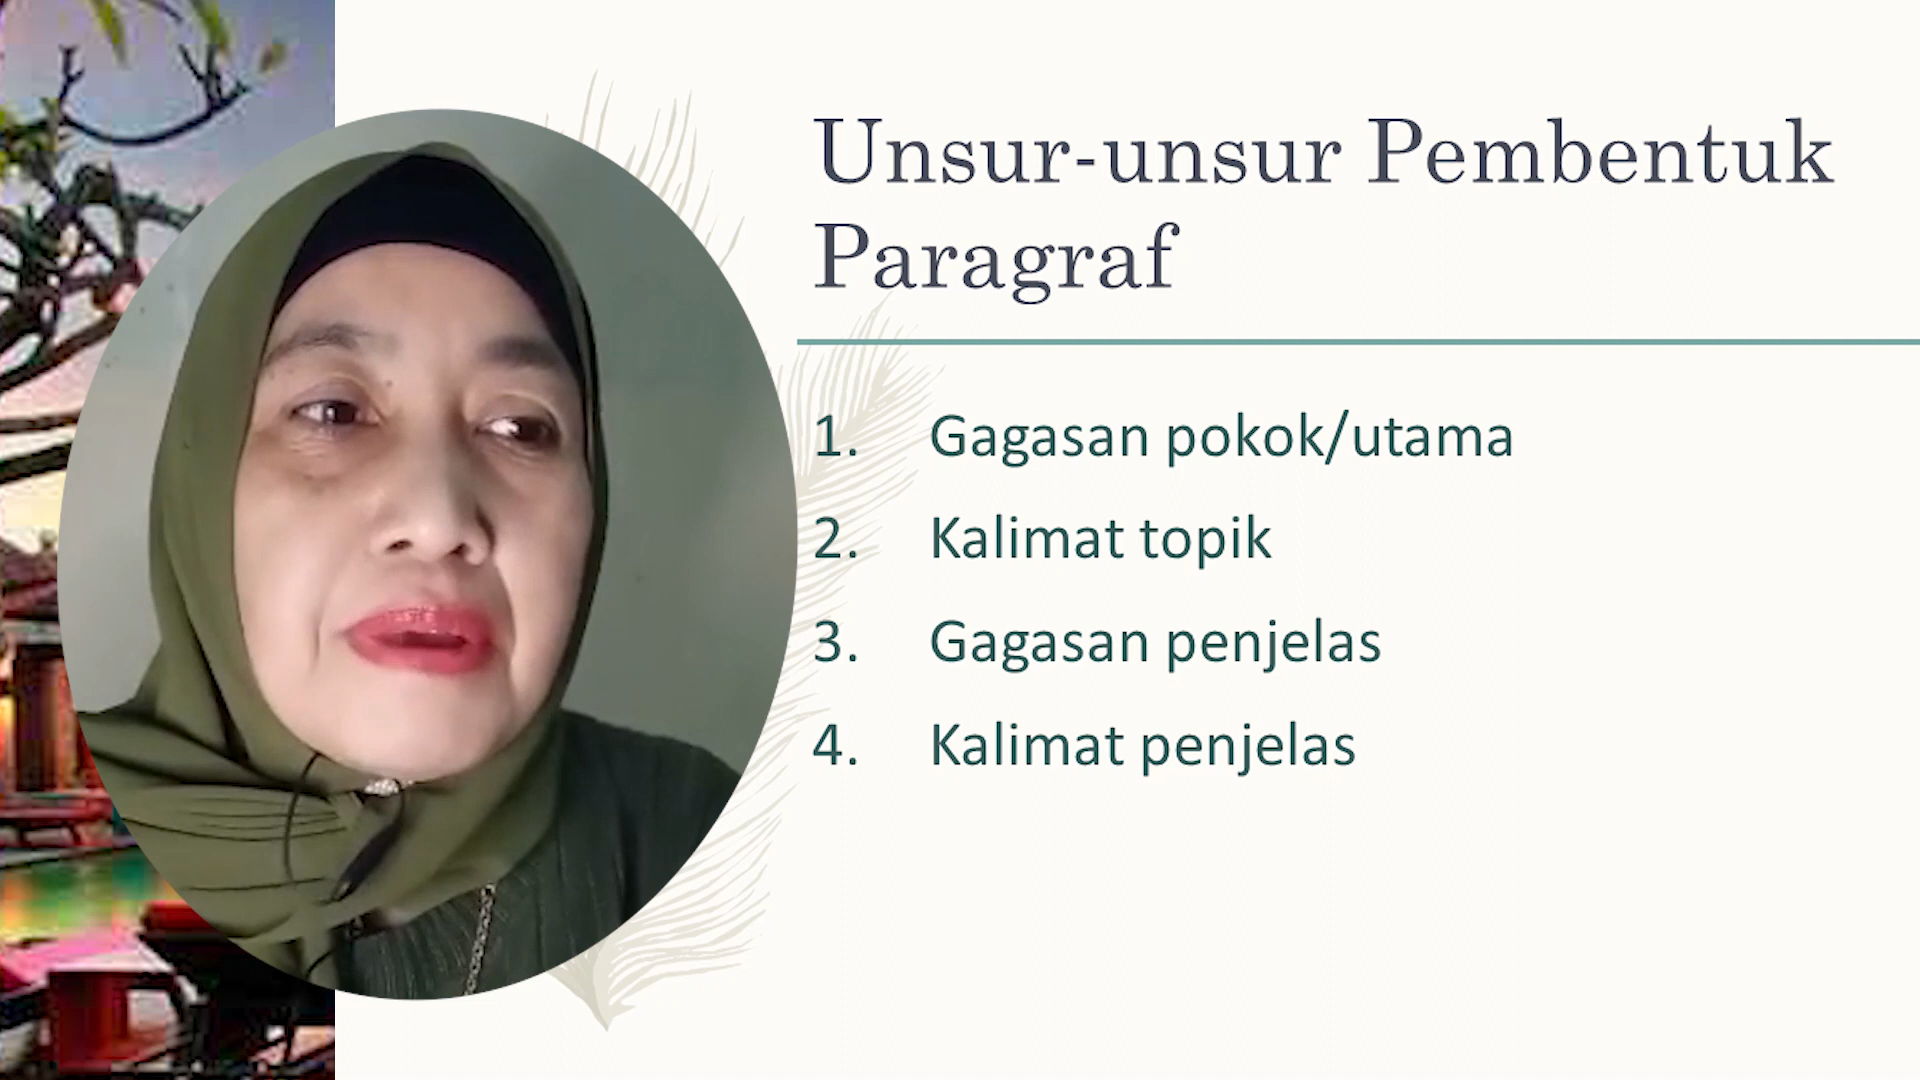 Unsur-unsur Pembentuk
Paragraf
1. Gagasan pokok/utama
2. Kalimat topik
3. Gagasan penjelas
4. Kalimat penjelas